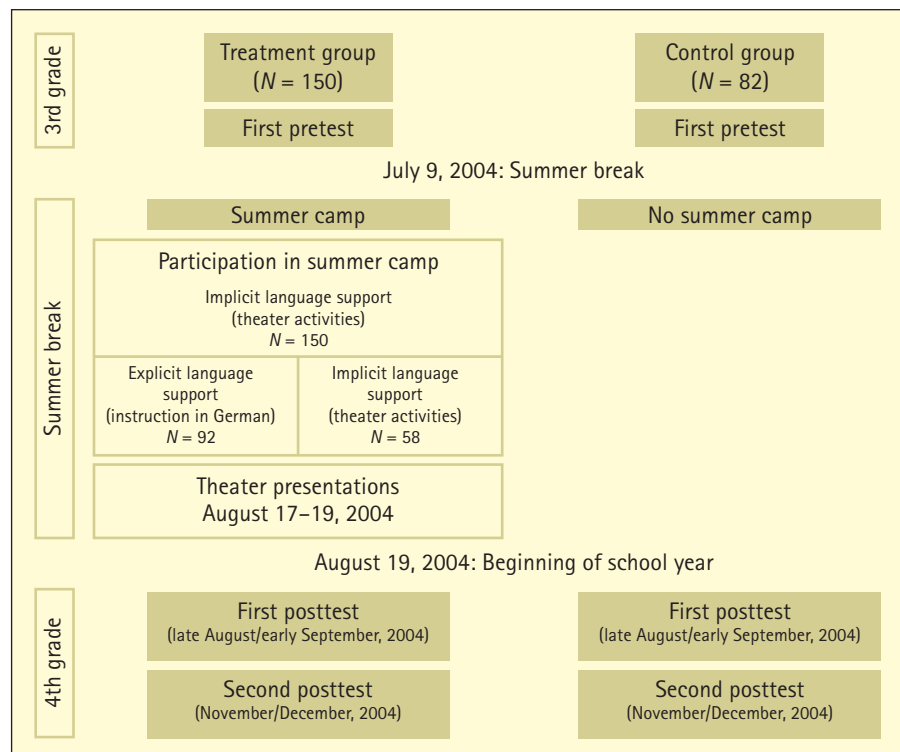 3rd grade
Treatment group
(N = 150)
Control group
(N = 82)
First pretest
First pretest
July 9, 2004: Summer break
Summer break
Summer camp
No summer camp
Participation in summer camp
Implicit language support
(theater activities)
N = 150
Explicit language
support
(instruction in German)
N = 92
Implicit language
support
(theater activities)
N = 58
Theater presentations
August 17–19, 2004
August 19, 2004: Beginning of school year
4th grade
First posttest
(late August/early September, 2004)
First posttest
(late August/early September, 2004)
Second posttest
(November/December, 2004)
Second posttest
(November/December, 2004)